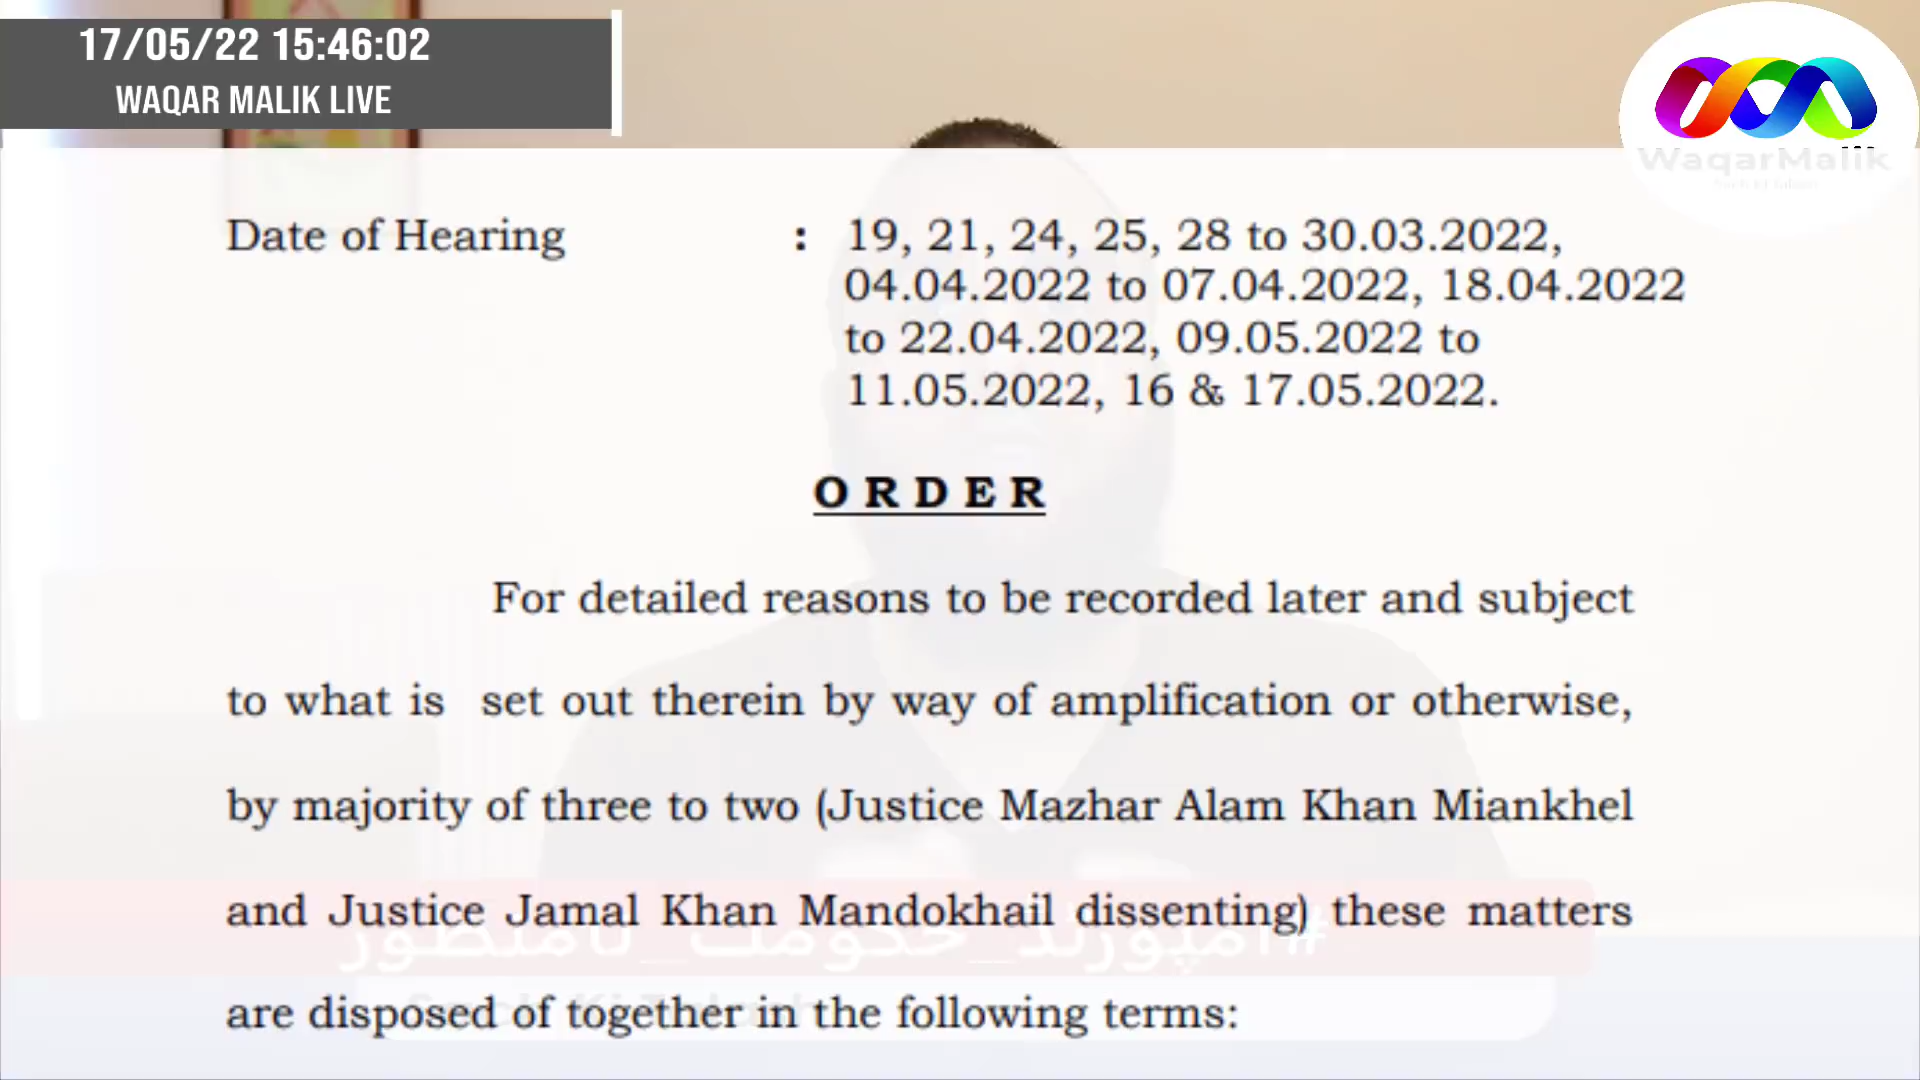 17/05/22 15:46:02
WAQAR MALIK LIVE
WaqarMalik
Date of Hearing : 19, 21, 24, 25, 28 to 30.03.2022,
04.04.2022 to 07.04.2022, 18.04.2022
to 22.04.2022, 09.05.2022 to
11.05.2022, 16 & 17.05.2022.
ORDER
For detailed reasons to be recorded later and subject
to what is set out therein by way of amplification or otherwise,
by majority of three to two (Justice Mazhar Alam Khan Miankhel
and Justice Jamal Khan Mandokhail dissenting) these matters
#امپورٹڈ_حکومت_نامنظور
are disposed of together in the following terms: